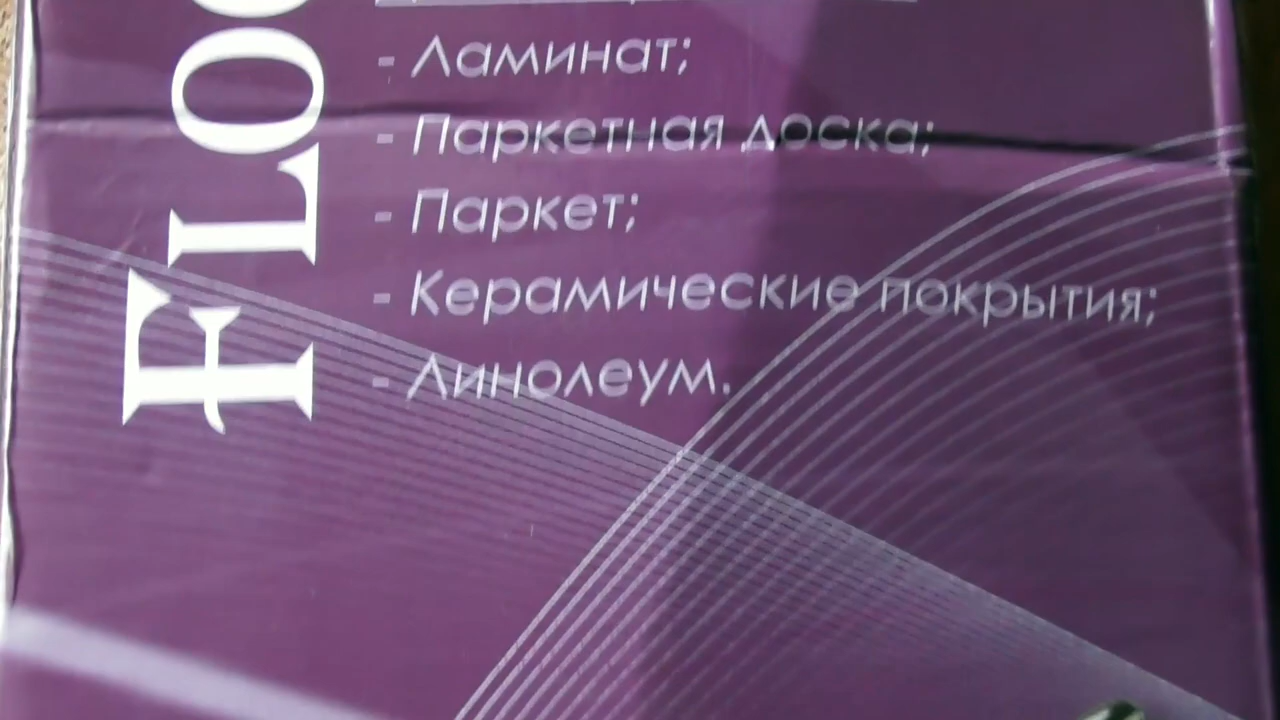 FLO
- Ламинат;
- Паркетная доска;
- Паркет;
- Керамические покрытия;
- Линолеум.